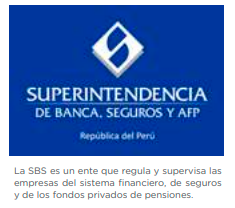 SUPERINTENDENCIA
DE BANCA, SEGUROS Y AFP
República del Perú
La SBS es un ente que regula y supervisa las
empresas del sistema financiero, de seguros
y de los fondos privados de pensiones.